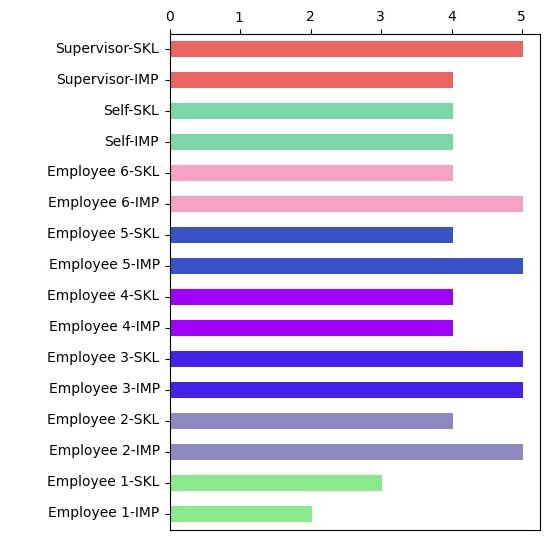 0 1 2 3 4 5
Supervisor-SKL
Supervisor-IMP
Self-SKL
Self-IMP
Employee 6-SKL
Employee 6-IMP
Employee 5-SKL
Employee 5-IMP
Employee 4-SKL
Employee 4-IMP
Employee 3-SKL
Employee 3-IMP
Employee 2-SKL
Employee 2-IMP
Employee 1-SKL
Employee 1-IMP